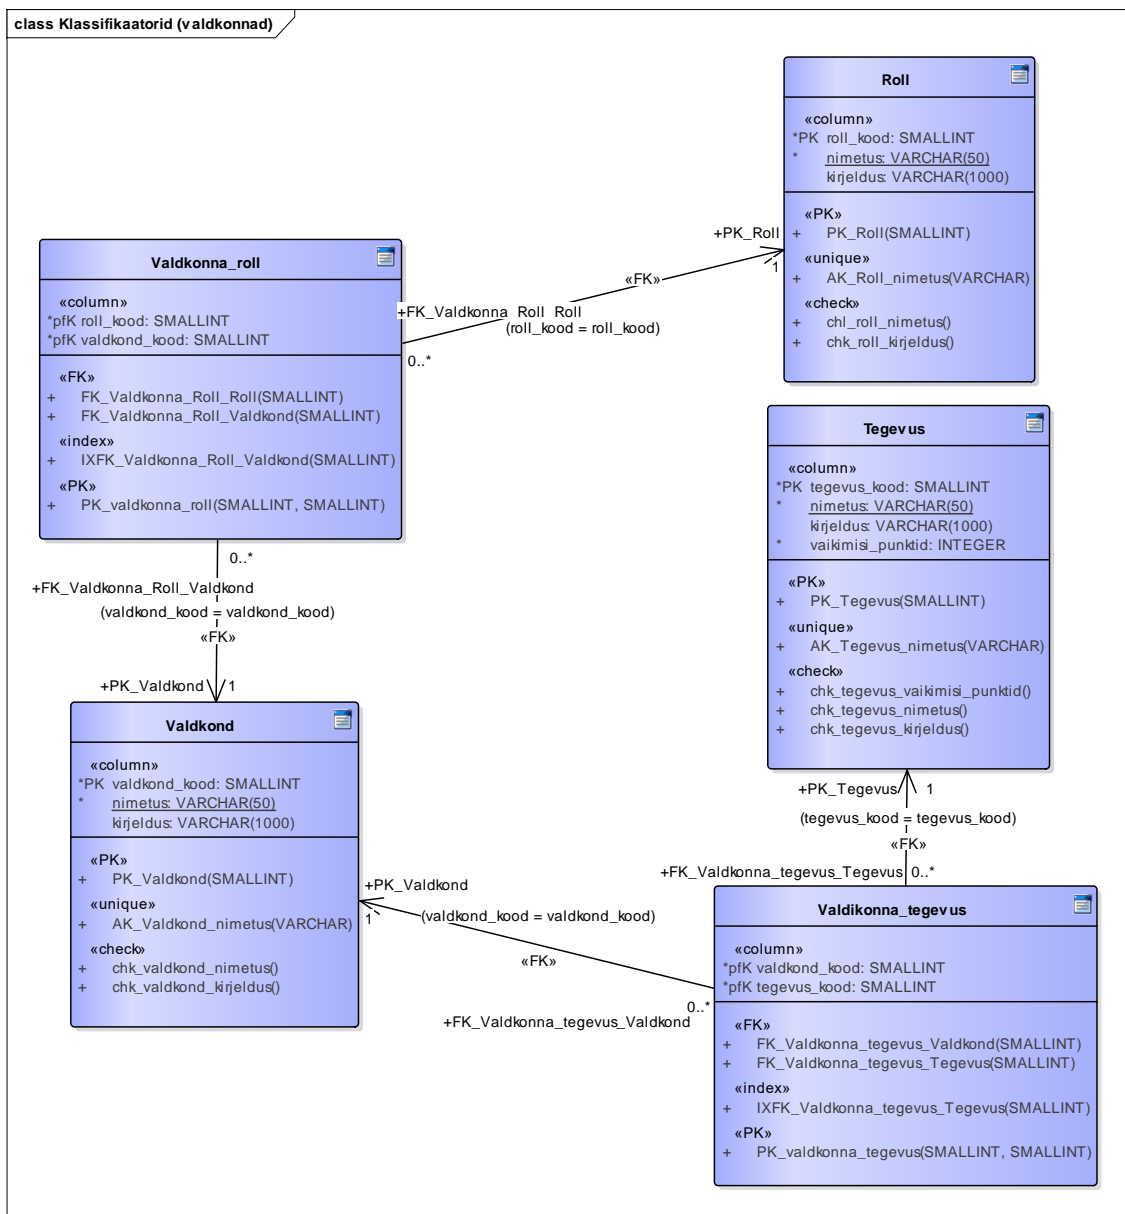 class Klassifikaatorid (valdkonnad)
Roll
«column»
*PK roll_kood: SMALLINT
* nimetus: VARCHAR(50)
kirjeldus: VARCHAR(1000)
«PK»
+ PK_Roll(SMALLINT)
«unique»
+ AK_Roll_nimetus(VARCHAR)
«check»
+ chl_roll_nimetus()
+ chk_roll_kirjeldus()
+PK_Roll
1
«FK»
+FK_Valdkonna_Roll_Roll
(roll_kood = roll_kood)
0..*
Valdkonna_roll
«column»
*pfK roll_kood: SMALLINT
*pfK valdkond_kood: SMALLINT
«FK»
+ FK_Valdkonna_Roll_Roll(SMALLINT)
+ FK_Valdkonna_Roll_Valdkond(SMALLINT)
«index»
+ IXFK_Valdkonna_Roll_Valdkond(SMALLINT)
«PK»
+ PK_valdkonna_roll(SMALLINT, SMALLINT)
0..*
+FK_Valdkonna_Roll_Valdkond
(valdkond_kood = valdkond_kood)
«FK»
+PK_Valdkond
1
Tegevus
«column»
*PK tegevus_kood: SMALLINT
* nimetus: VARCHAR(50)
kirjeldus: VARCHAR(1000)
* vaikimisi_punktid: INTEGER
«PK»
+ PK_Tegevus(SMALLINT)
«unique»
+ AK_Tegevus_nimetus(VARCHAR)
«check»
+ chk_tegevus_vaikimisi_punktid()
+ chk_tegevus_nimetus()
+ chk_tegevus_kirjeldus()
+PK_Tegevus
1
(tegevus_kood = tegevus_kood)
«FK»
+FK_Valdkonna_tegevus_Tegevus
0..*
Valdkond
«column»
*PK valdkond_kood: SMALLINT
* nimetus: VARCHAR(50)
kirjeldus: VARCHAR(1000)
«PK»
+ PK_Valdkond(SMALLINT)
«unique»
+ AK_Valdkond_nimetus(VARCHAR)
«check»
+ chk_valdkond_nimetus()
+ chk_valdkond_kirjeldus()
+PK_Valdkond
1
(valdkond_kood = valdkond_kood)
«FK»
0..*
+FK_Valdkonna_tegevus_Valdkond
Valdikonna_tegevus
«column»
*pfK valdkond_kood: SMALLINT
*pfK tegevus_kood: SMALLINT
«FK»
+ FK_Valdkonna_tegevus_Valdkond(SMALLINT)
+ FK_Valdkonna_tegevus_Tegevus(SMALLINT)
«index»
+ IXFK_Valdkonna_tegevus_Tegevus(SMALLINT)
«PK»
+ PK_valdkonna_tegevus(SMALLINT, SMALLINT)